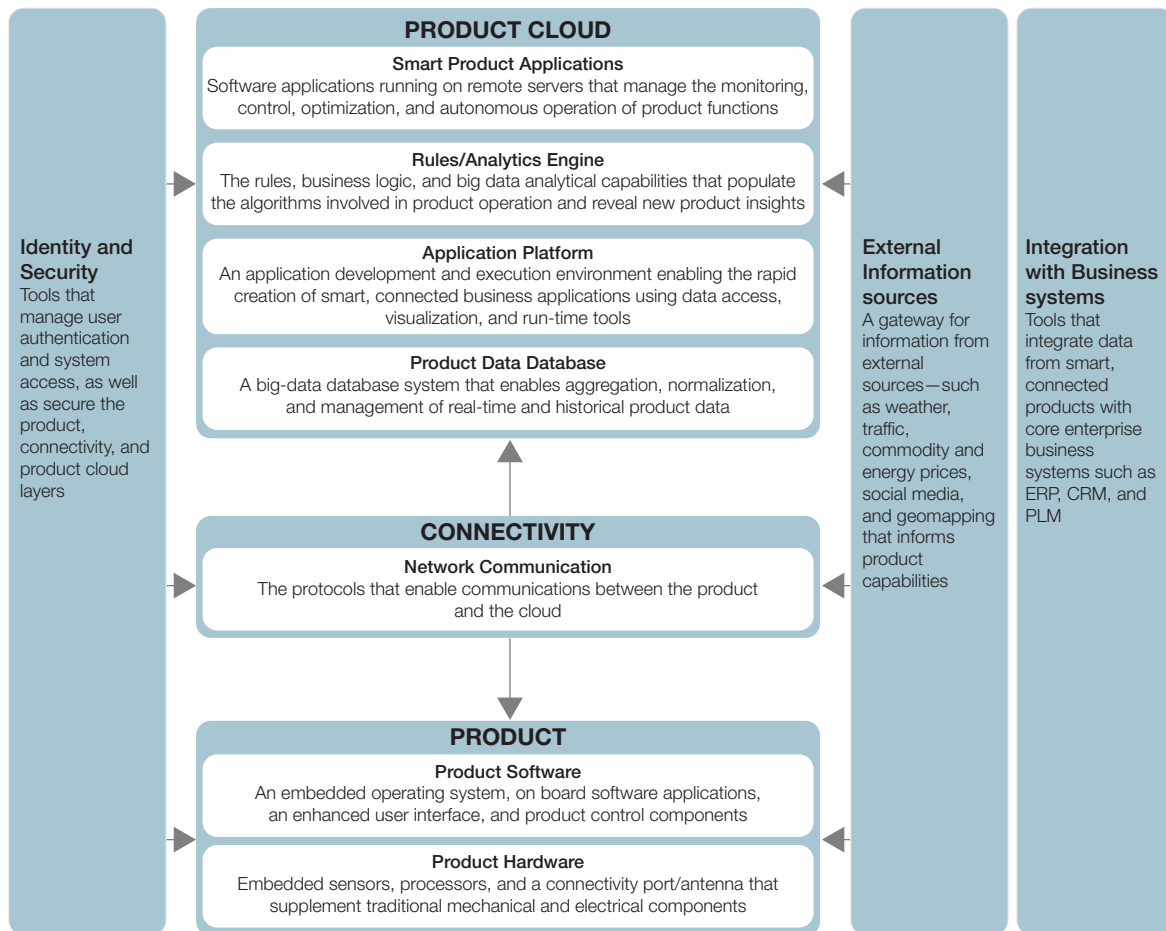 PRODUCT CLOUD
Smart Product Applications
Software applications running on remote servers that manage the monitoring,
control, optimization, and autonomous operation of product functions
Rules/Analytics Engine
The rules, business logic, and big data analytical capabilities that populate
the algorithms involved in product operation and reveal new product insights
Application Platform
An application development and execution environment enabling the rapid
creation of smart, connected business applications using data access,
visualization, and run-time tools
Product Data Database
A big-data database system that enables aggregation, normalization,
and management of real-time and historical product data
CONNECTIVITY
Network Communication
The protocols that enable communications between the product
and the cloud
PRODUCT
Product Software
An embedded operating system, on board software applications,
an enhanced user interface, and product control components
Product Hardware
Embedded sensors, processors, and a connectivity port/antenna that
supplement traditional mechanical and electrical components
Identity and
Security
Tools that
manage user
authentication
and system
access, as well
as secure the
product,
connectivity, and
product cloud
layers
External
Information
sources
A gateway for
information from
external
sources—such
as weather,
traffic,
commodity and
energy prices,
social media,
and geomapping
that informs
product
capabilities
Integration
with Business
systems
Tools that
integrate data
from smart,
connected
products with
core enterprise
business
systems such as
ERP, CRM, and
PLM